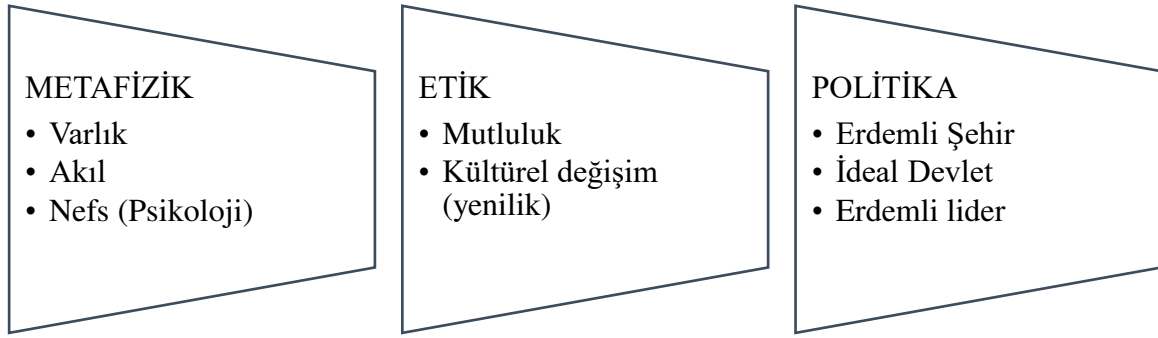 METAFİZİK
• Varlık
• Akıl
• Nefs (Psikoloji)
ETİK
• Mutluluk
• Kültürel değişim
(yenilik)
POLİTİKA
• Erdemli Şehir
• İdeal Devlet
• Erdemli lider